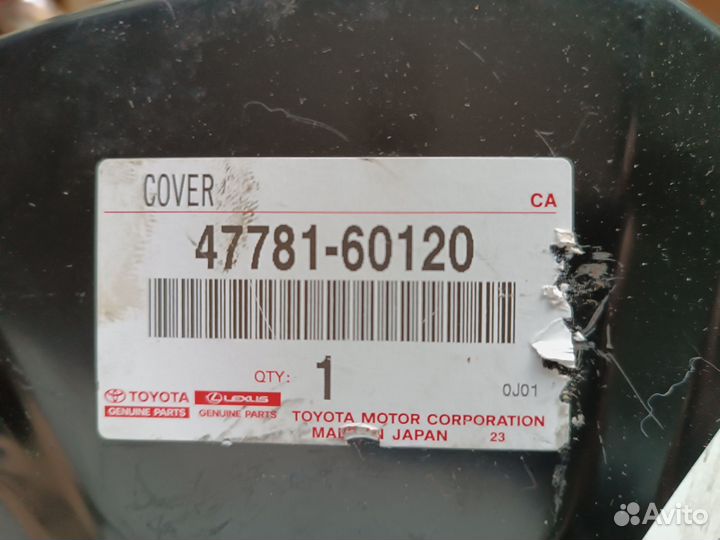 COVER
CA
47781-60120
QTY: 1
0J01
TOYOTA LEXUS
GENUINE PARTS GENUINE PARTS
TOYOTA MOTOR CORPORATION
IN JAPAN 23
Avito